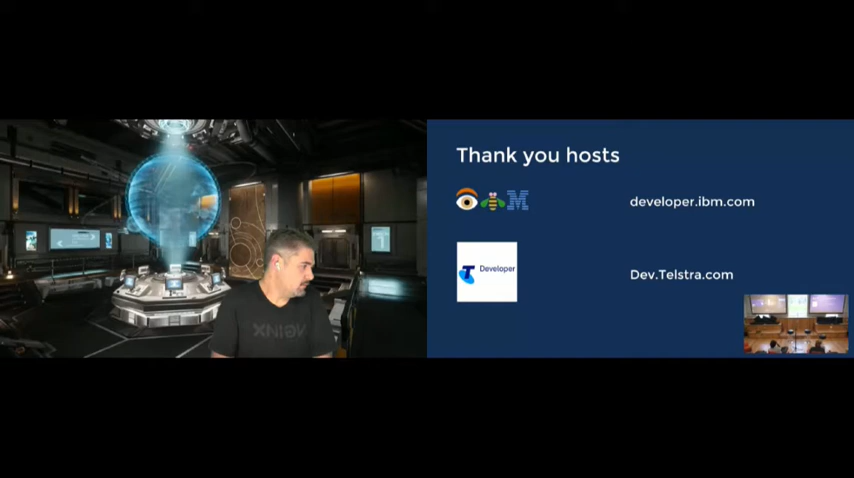 Thank you hosts
M
developer.ibm.com
T Developer
Dev.Telstra.com